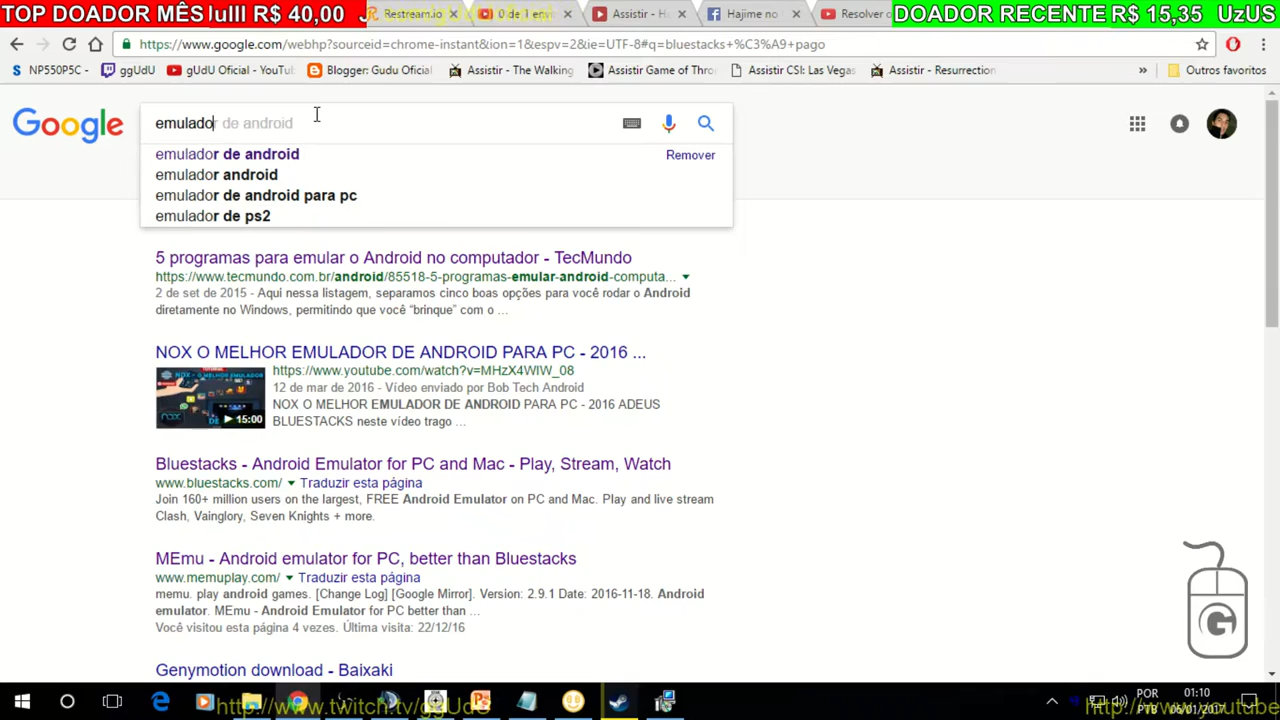 TOP DOADOR MÊS lulll R$ 40,00 J
Restream.io
0 de 1 env
Assistir - H
Hajime no
Resolver o
DOADOR RECENTE R$ 15,35 UzUS
https://www.google.com/webhp?sourceid=chrome-instant&ion=1&espv=2&ie=UTF-8#q=bluestacks+%C3%A9+pago
NP550P5C -
ggUdU
gUdU Oficial - YouTu
Blogger: Gudu Oficial
Assistir - The Walking
Assistir Game of Thro
Assistir CSI: Las Vegas
Assistir - Resurrection
»
Outros favoritos
Google
emulador de android
emulador de android
Remover
emulador android
emulador de android para pc
emulador de ps2
5 programas para emular o Android no computador - TecMundo
https://www.tecmundo.com.br/android/85518-5-programas-emular-android-computa...
2 de set de 2015 - Aqui nessa listagem, separamos cinco boas opções para você rodar o Android
diretamente no Windows, permitindo que você “brinque” com o ...
NOX O MELHOR EMULADOR DE ANDROID PARA PC - 2016 ...
https://www.youtube.com/watch?v=MHzX4WIW_08
12 de mar de 2016 - Vídeo enviado por Bob Tech Android
NOX O MELHOR EMULADOR DE ANDROID PARA PC - 2016 ADEUS
BLUESTACKS neste vídeo trago ...
15:00
Bluestacks - Android Emulator for PC and Mac - Play, Stream, Watch
www.bluestacks.com/ Traduzir esta página
Join 160+ million users on the largest, FREE Android Emulator on PC and Mac. Play and live stream
Clash, Vainglory, Seven Knights + more.
MEmu - Android emulator for PC, better than Bluestacks
www.memuplay.com/ Traduzir esta página
memu. play android games. [Change Log] [Google Mirror]. Version: 2.9.1 Date: 2016-11-18. Android
emulator. MEmu - Android Emulator for PC better than ...
Você visitou esta página 4 vezes. Última visita: 22/12/16
Genymotion download - Baixaki
G
http://www.twitch.tv/ggUdU
http://www.youtube
POR
PTB
01:10
05/01/2017